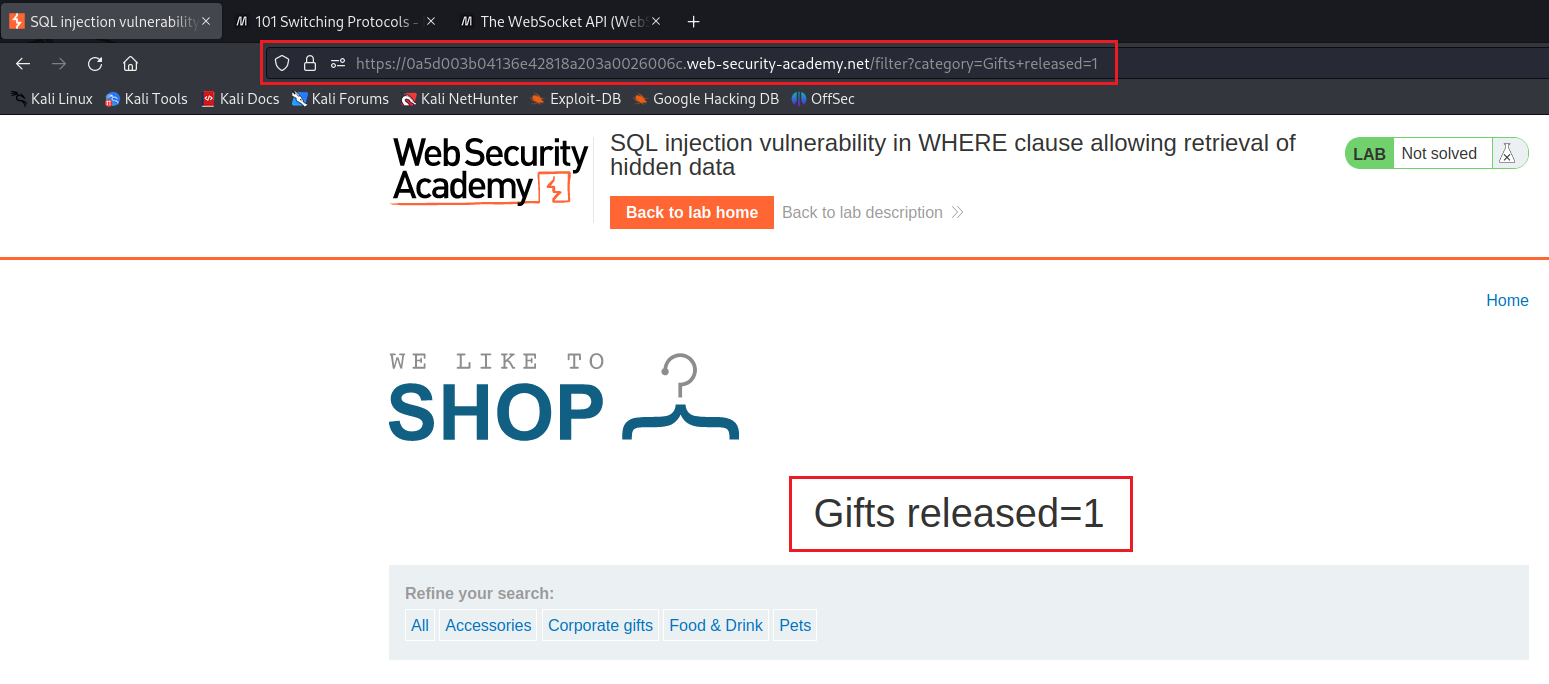 SQL injection vulnerability
101 Switching Protocols -
The WebSocket API (Web
https://0a5d003b04136e42818a203a0026006c.web-security-academy.net/filter?category=Gifts+released=1
Kali Linux Kali Tools Kali Docs Kali Forums Kali NetHunter Exploit-DB Google Hacking DB OffSec
Web Security
Academy
SQL injection vulnerability in WHERE clause allowing retrieval of
hidden data
LAB Not solved
Back to lab home Back to lab description
Home
WE LIKE TO
SHOP
Gifts released=1
Refine your search:
All Accessories Corporate gifts Food & Drink Pets